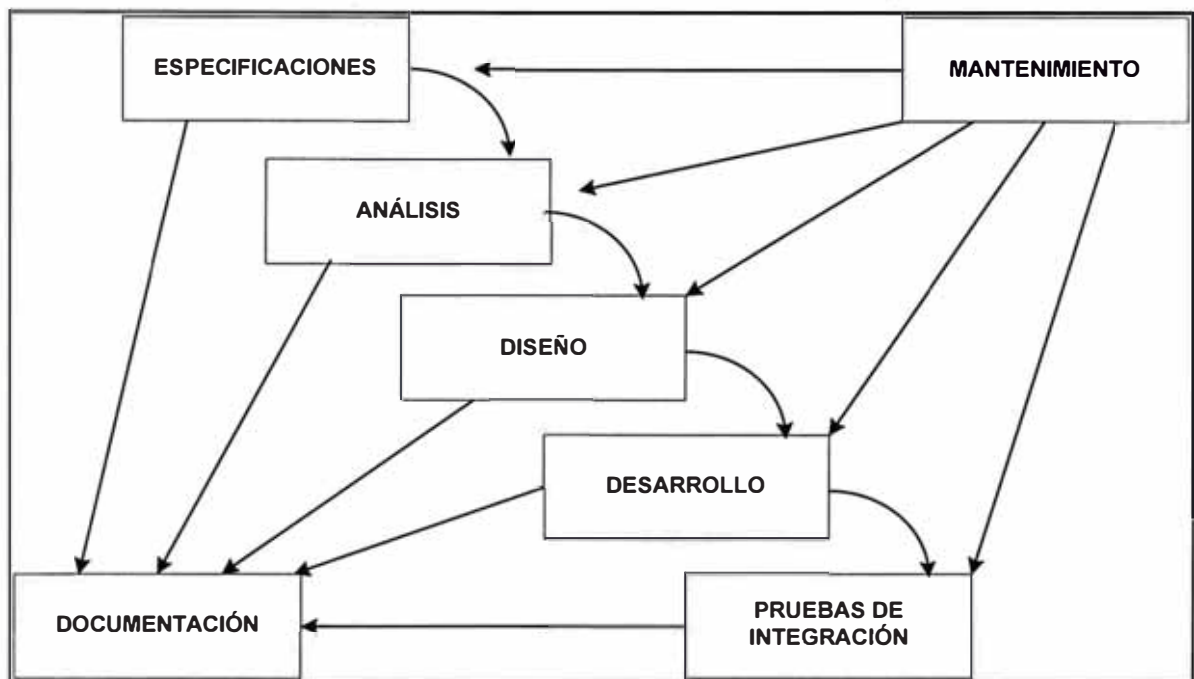 ESPECIFICACIONES
MANTENIMIENTO
ANÁLISIS
DISEÑO
DESARROLLO
DOCUMENTACIÓN
PRUEBAS DE
INTEGRACIÓN